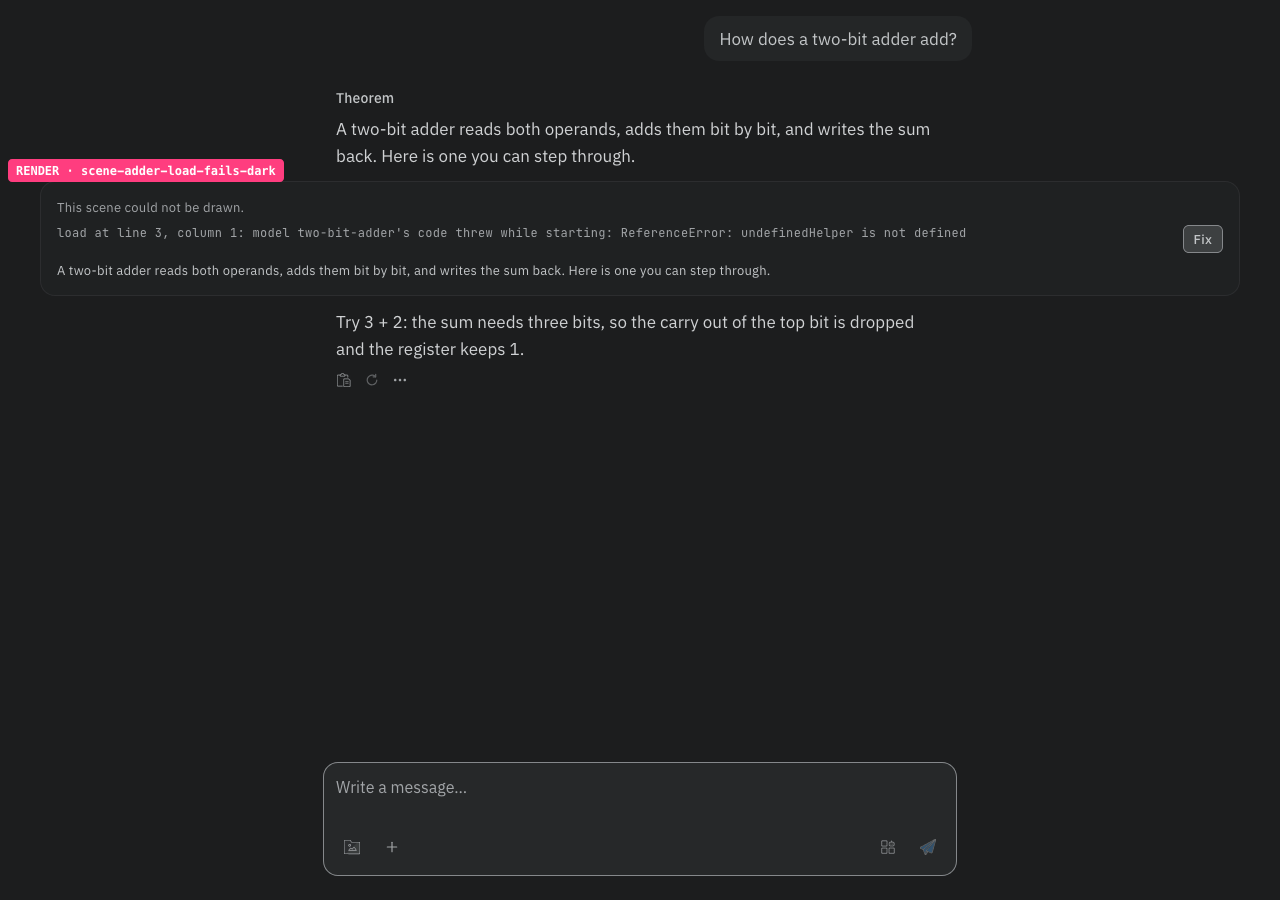 How does a two-bit adder add?
Theorem
A two-bit adder reads both operands, adds them bit by bit, and writes the sum
back. Here is one you can step through.
RENDER · scene-adder-load-fails-dark
This scene could not be drawn.
load at line 3, column 1: model two-bit-adder's code threw while starting: ReferenceError: undefinedHelper is not defined
Fix
A two-bit adder reads both operands, adds them bit by bit, and writes the sum back. Here is one you can step through.
Try 3 + 2: the sum needs three bits, so the carry out of the top bit is dropped
and the register keeps 1.
Write a message...